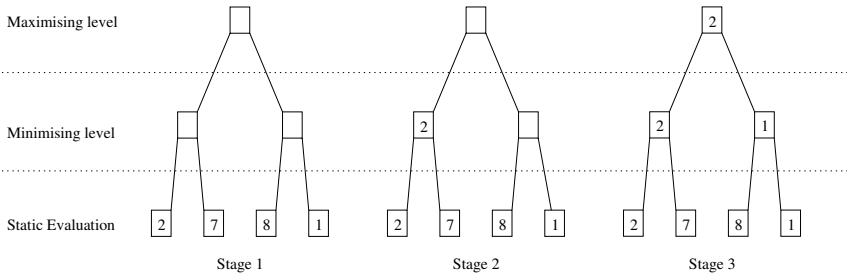 Maximising level
2
Minimising level
2
2
1
Static Evaluation
2 7 8 1
2 7 8 1
2 7 8 1
Stage 1
Stage 2
Stage 3